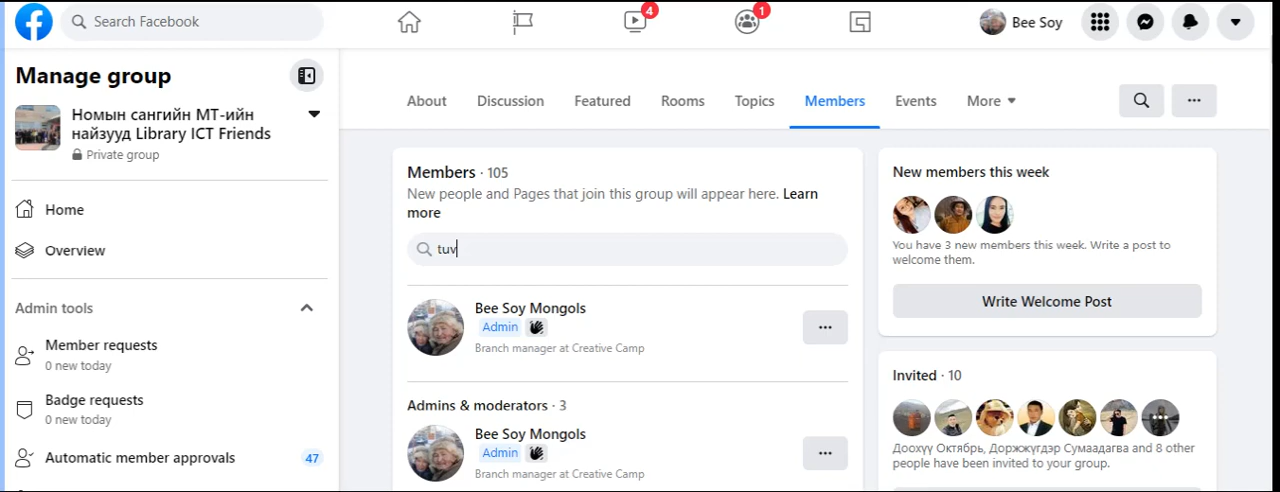 Search Facebook
4
1
Bee Soy
Manage group
Номын сангийн МТ-ийн
найзууд Library ICT Friends
Private group
Home
Overview
Admin tools
Member requests
0 new today
Badge requests
0 new today
Automatic member approvals 47
About Discussion Featured Rooms Topics Members Events More
Members · 105
New people and Pages that join this group will appear here. Learn
more
tuv
Bee Soy Mongols
Admin
Branch manager at Creative Camp
Admins & moderators · 3
Bee Soy Mongols
Admin
Branch manager at Creative Camp
New members this week
You have 3 new members this week. Write a post to
welcome them.
Write Welcome Post
Invited · 10
Доохүү Октябрь, Доржжүгдэр Сумаадагва and 8 other
people have been invited to your group.